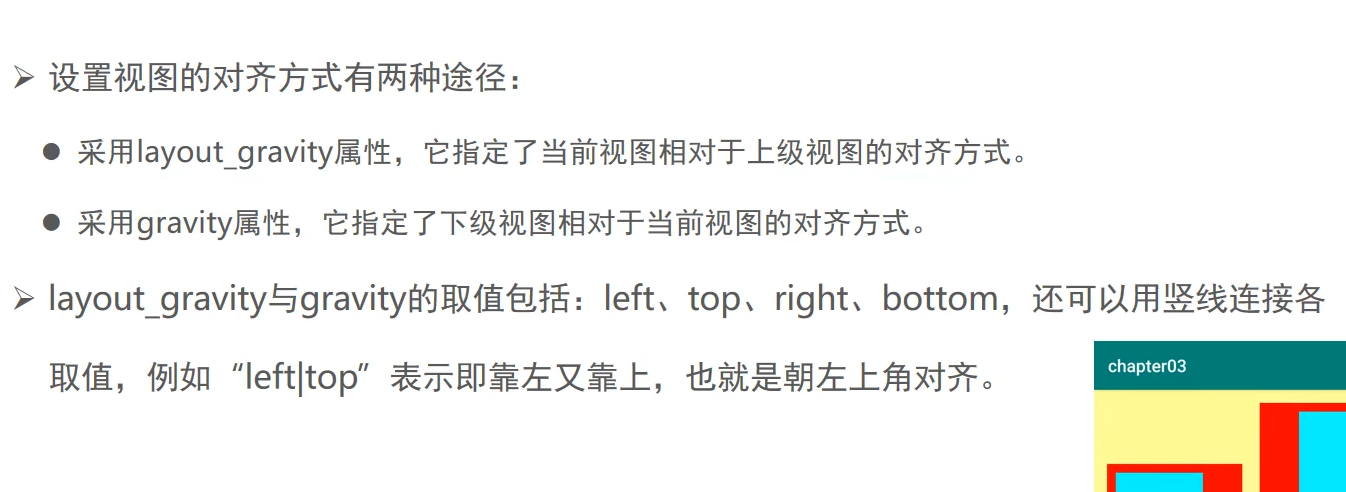 ➢ 设置视图的对齐方式有两种途径：
● 采用layout_gravity属性，它指定了当前视图相对于上级视图的对齐方式。
● 采用gravity属性，它指定了下级视图相对于当前视图的对齐方式。
➢ layout_gravity与gravity的取值包括：left、top、right、bottom，还可以用竖线连接各
取值，例如“left|top”表示即靠左又靠上，也就是朝左上角对齐。
chapter03